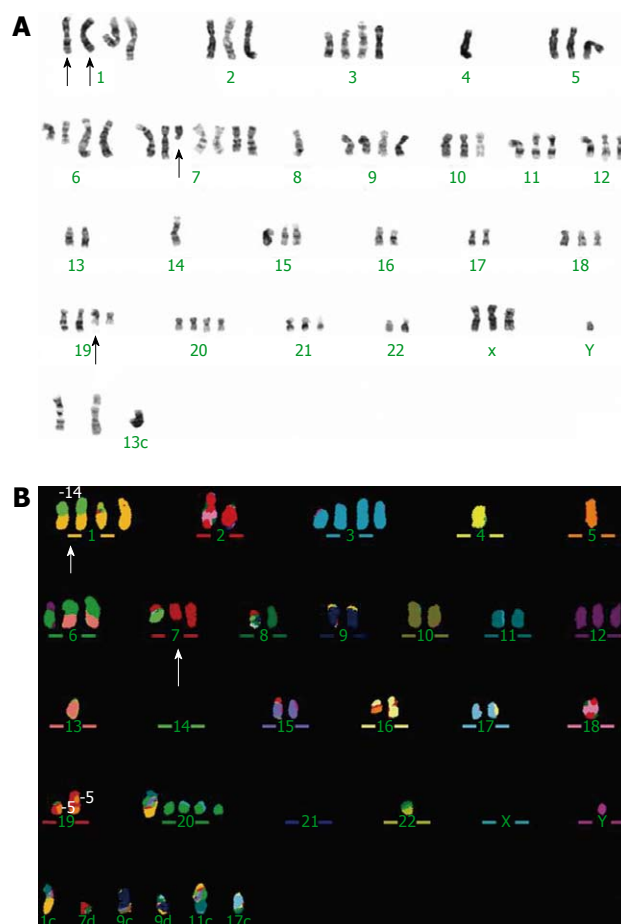 A
1 2 3 4 5
6 7 8 9 10 11 12
13 14 15 16 17 18
19 20 21 22 x Y
13c
B
-14
1 2 3 4 5
6 7 8 9 10 11 12
13 14 15 16 17 18
-5 -5
19 20 21 22 X Y
1c 7d 9c 9d 11c 17c